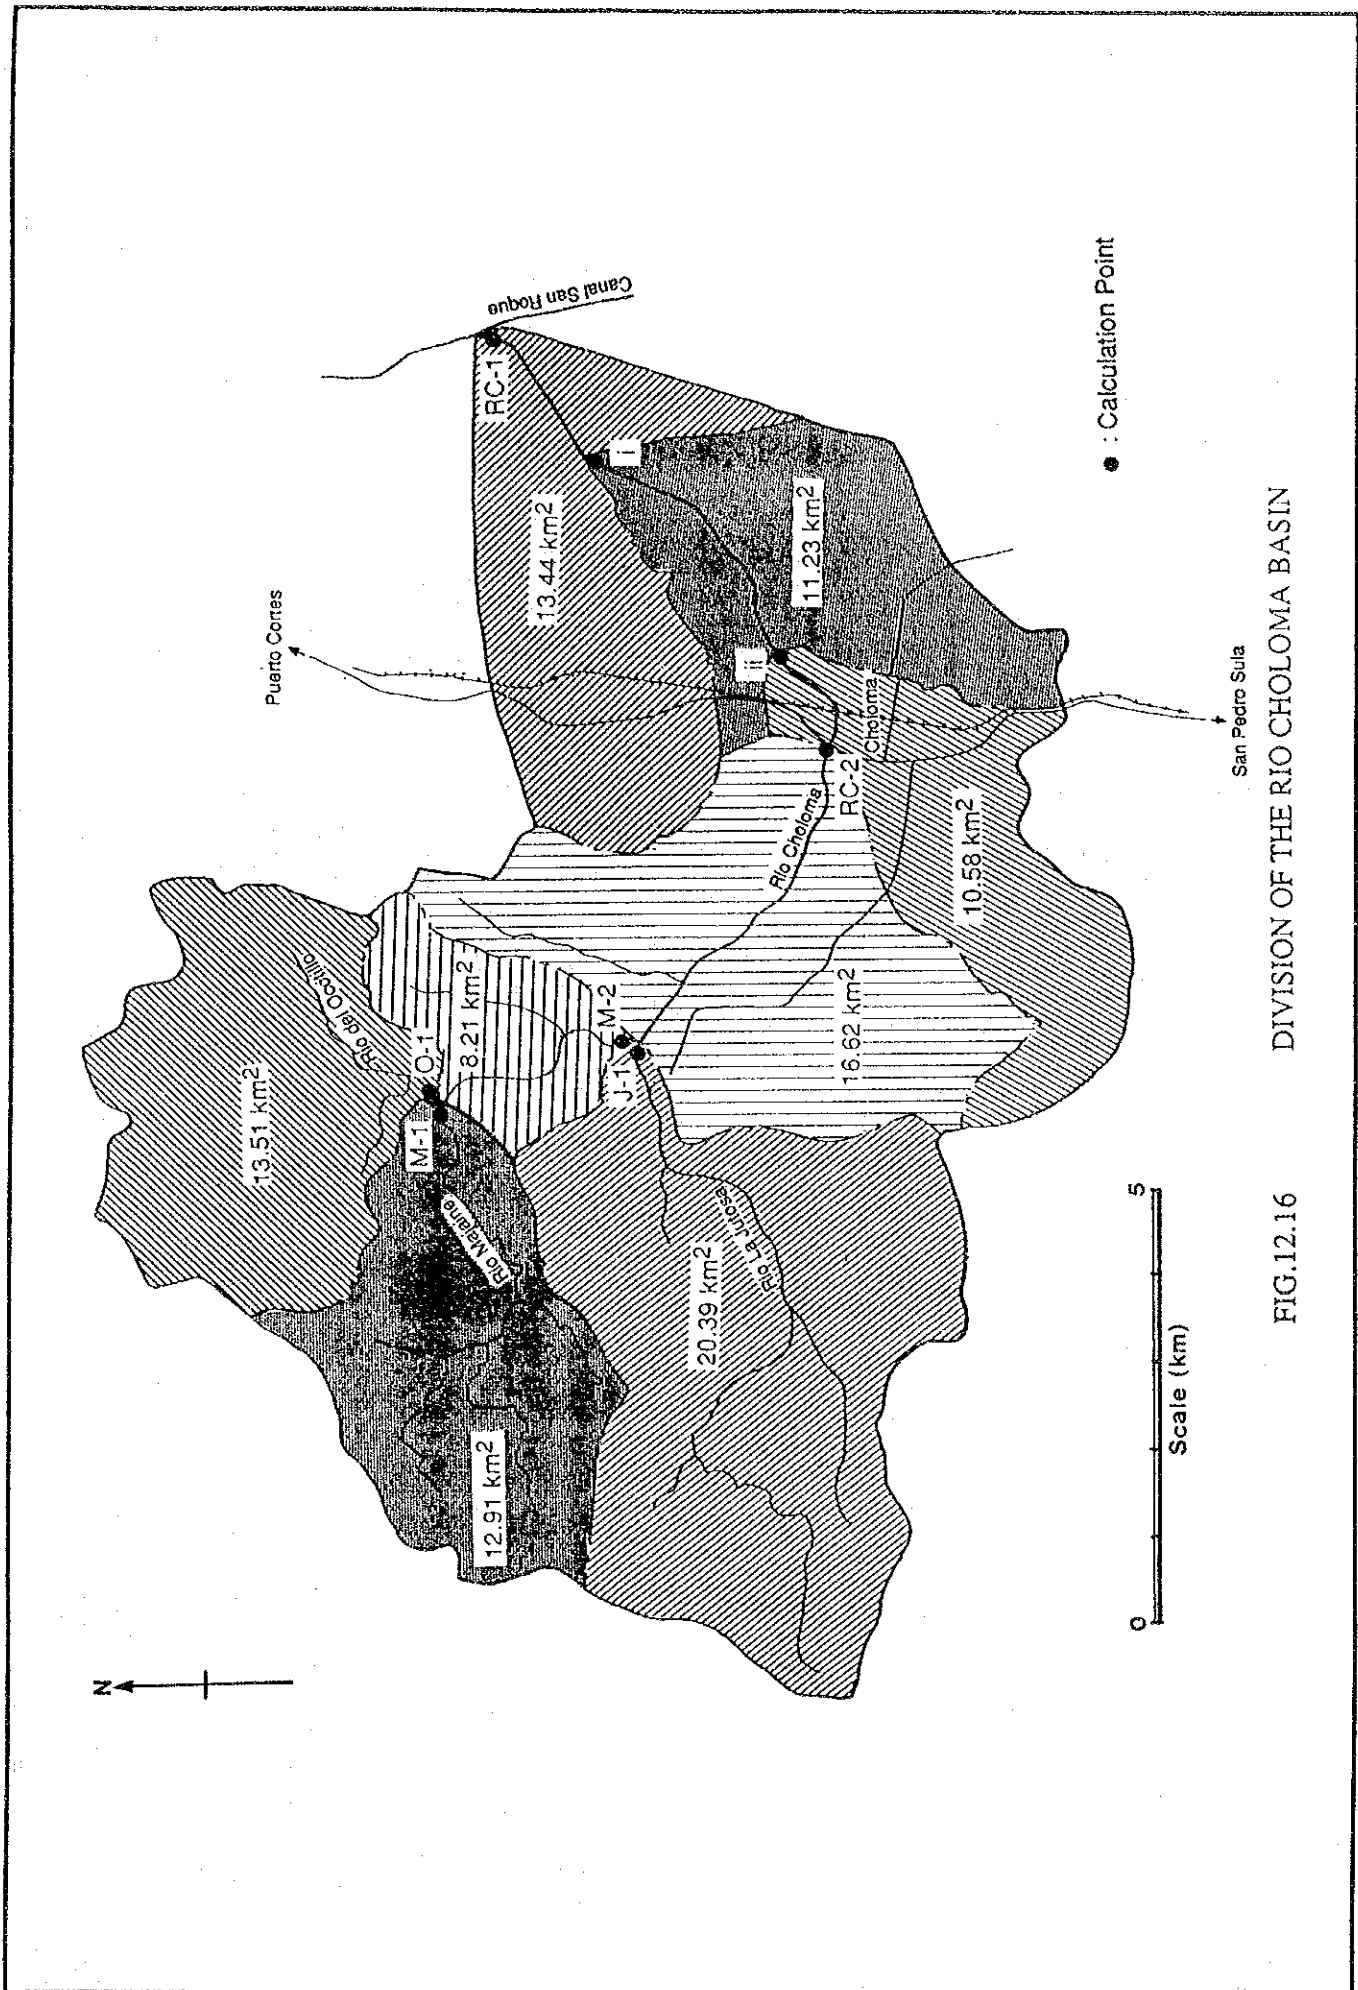 N
Puerto Cortes
Canal San Roque
RC-1
13.51 km²
Rio del Ocotillo
O-1
M-1
8.21 km²
13.44 km²
i
12.91 km²
Rio Majaine
M-2
J-1
ii
11.23 km²
20.39 km²
Rio La Jutosa
16.62 km²
Rio Choloma
RC-2
Choloma
10.58 km²
● : Calculation Point
0
5
Scale (km)
San Pedro Sula
FIG.12.16 DIVISION OF THE RIO CHOLOMA BASIN